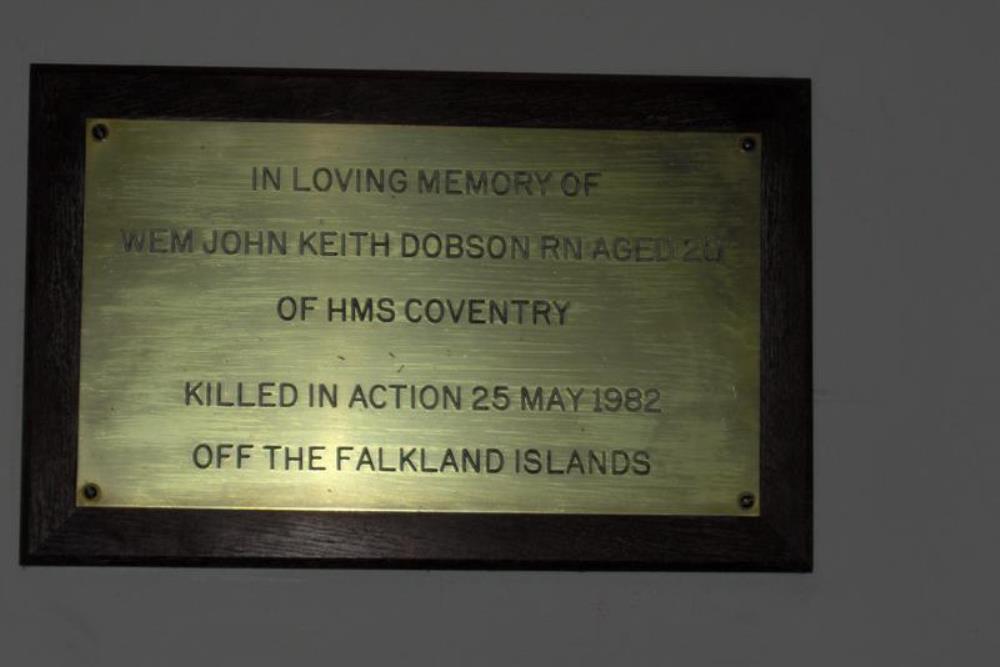 IN LOVING MEMORY OF
WEM JOHN KEITH DOBSON RN AGED 20
OF HMS COVENTRY
KILLED IN ACTION 25 MAY 1982
OFF THE FALKLAND ISLANDS